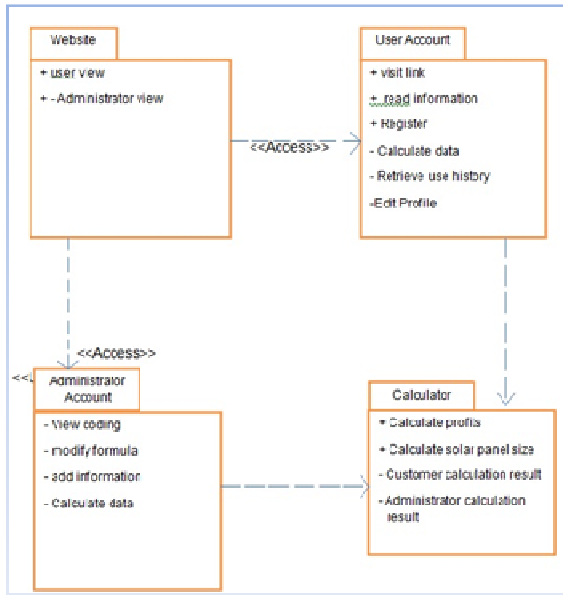 Website
+ user view
+ - Administrator view
User Account
+ visit link
+ read information
+ Register
- Calculate data
- Retrieve use history
-Edit Profile
<<Access>>
<<Access>>
<<
Administrator
Account
- View coding
- modify formula
- add information
- Calculate data
Calculator
+ Calculate profits
+ Calculate solar panel size
- Customer calculation result
- Administrator calculation
result